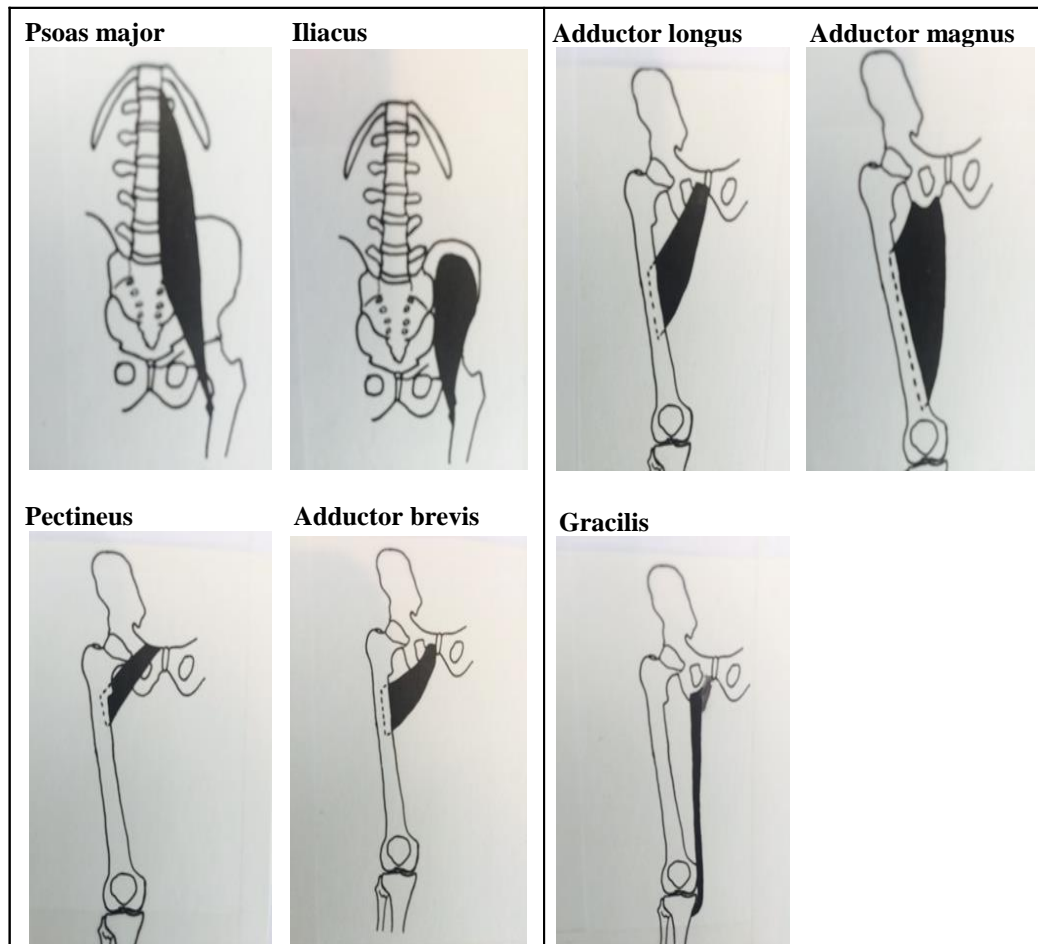 Psoas major
Iliacus
Adductor longus
Adductor magnus
Pectineus
Adductor brevis
Gracilis